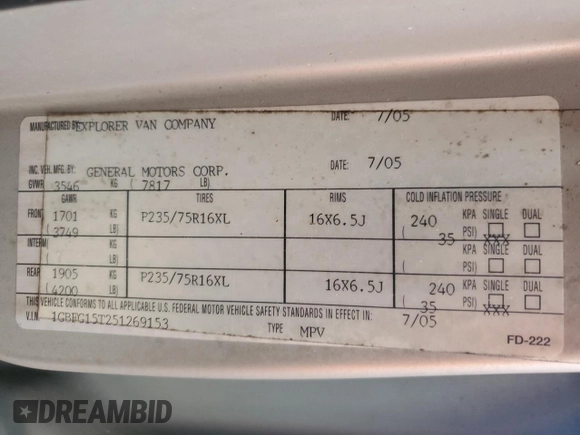 MANUFACTURED BY: EXPLORER VAN COMPANY DATE: 7/05
INC. VEH. MFG. BY: GENERAL MOTORS CORP. DATE: 7/05
GVWR 3546 KG ( 7817 LB)
GAWR TIRES RIMS COLD INFLATION PRESSURE
FRONT 1701 KG P235/75R16XL 16X6.5J 240 KPA SINGLE DUAL
( 3749 LB) ( 35 PSI) XXX
INTERM KG KPA SINGLE DUAL
( LB) ( PSI)
REAR 1905 KG P235/75R16XL 16X6.5J 240 KPA SINGLE DUAL
( 4200 LB) ( 35 PSI) XXX
THIS VEHICLE CONFORMS TO ALL APPLICABLE U.S. FEDERAL MOTOR VEHICLE SAFETY STANDARDS IN EFFECT IN: 7/05
V.I.N. 1GBFG15T251269153 TYPE MPV
FD-222
DREAMBID